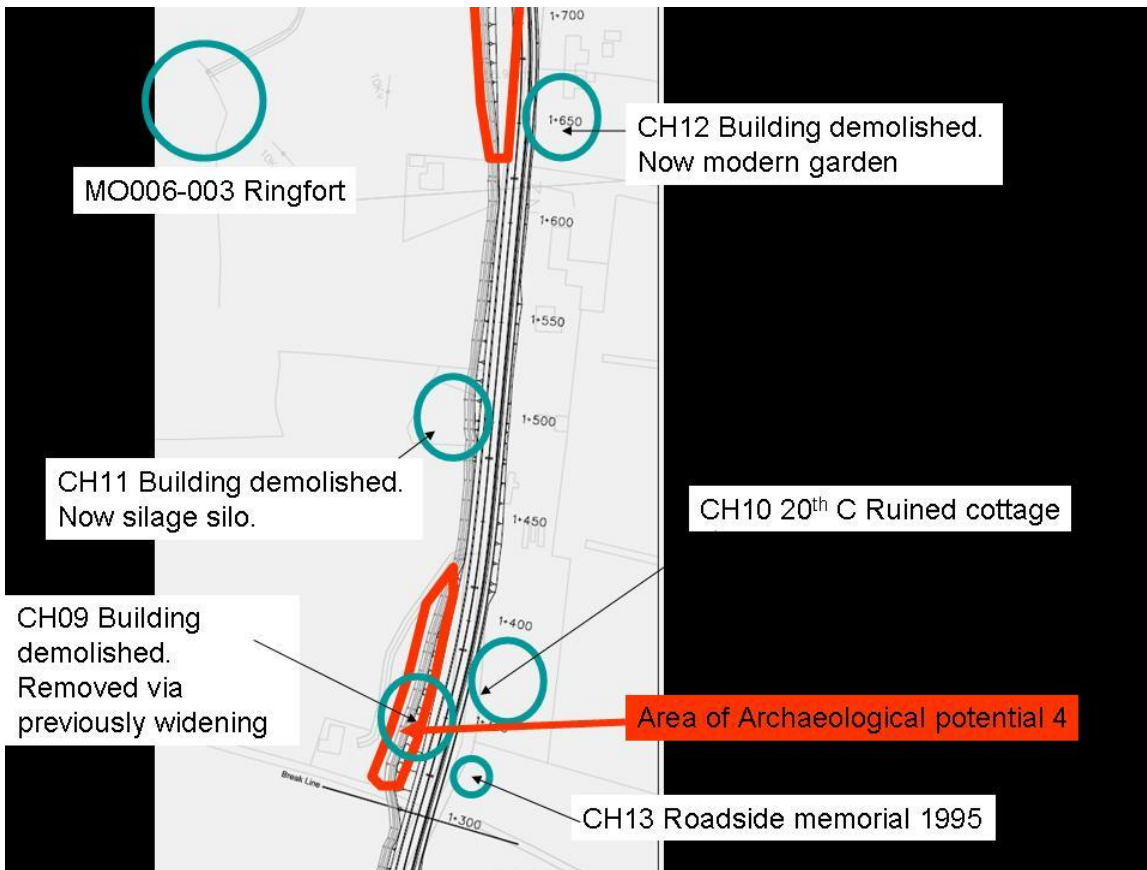 1+700
10KV
1+650
CH12 Building demolished.
Now modern garden
MO006-003 Ringfort
1+600
1+550
1+500
CH11 Building demolished.
Now silage silo.
CH10 20th C Ruined cottage
1+450
CH09 Building
demolished.
Removed via
previously widening
1+400
Area of Archaeological potential 4
Break Line
1+300
CH13 Roadside memorial 1995